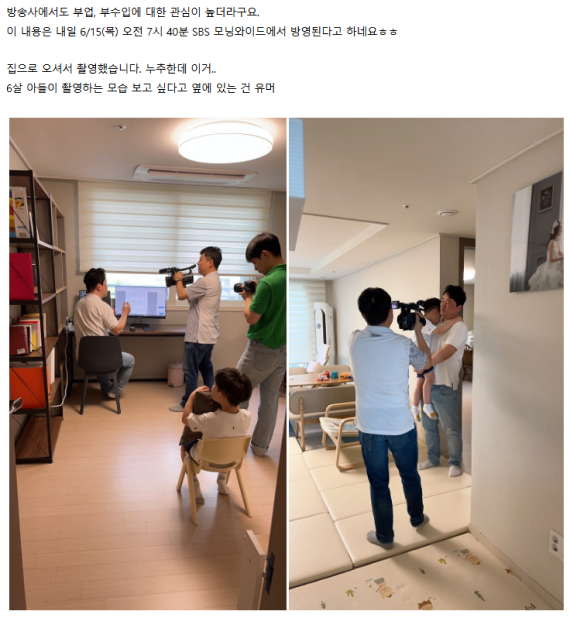 방송사에서도 부업, 부수입에 대한 관심이 높더라구요.
이 내용은 내일 6/15(목) 오전 7시 40분 SBS 모닝와이드에서 방영된다고 하네요ㅎㅎ
집으로 오셔서 촬영했습니다. 누추한데 이거..
6살 아들이 촬영하는 모습 보고 싶다고 옆에 있는 건 유머